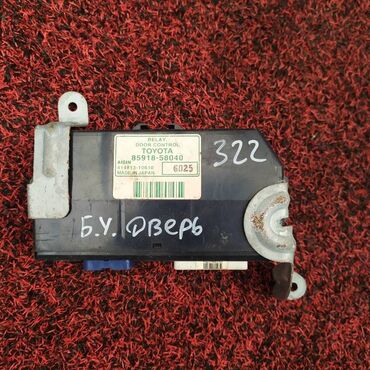 RELAY,
DOOR CONTROL
TOYOTA
85918-58040
AISIN
MADE IN JAPAN
6025
322
Б.У. ДВЕРЬ